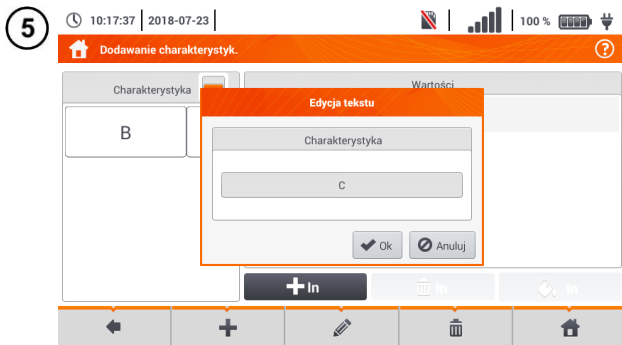 5
10:17:37 2018-07-23 100 %
Dodawanie charakterystyk. ?
Charakterystyka Wartości
Edycja tekstu
B Charakterystyka
C
Ok Anuluj
In In In